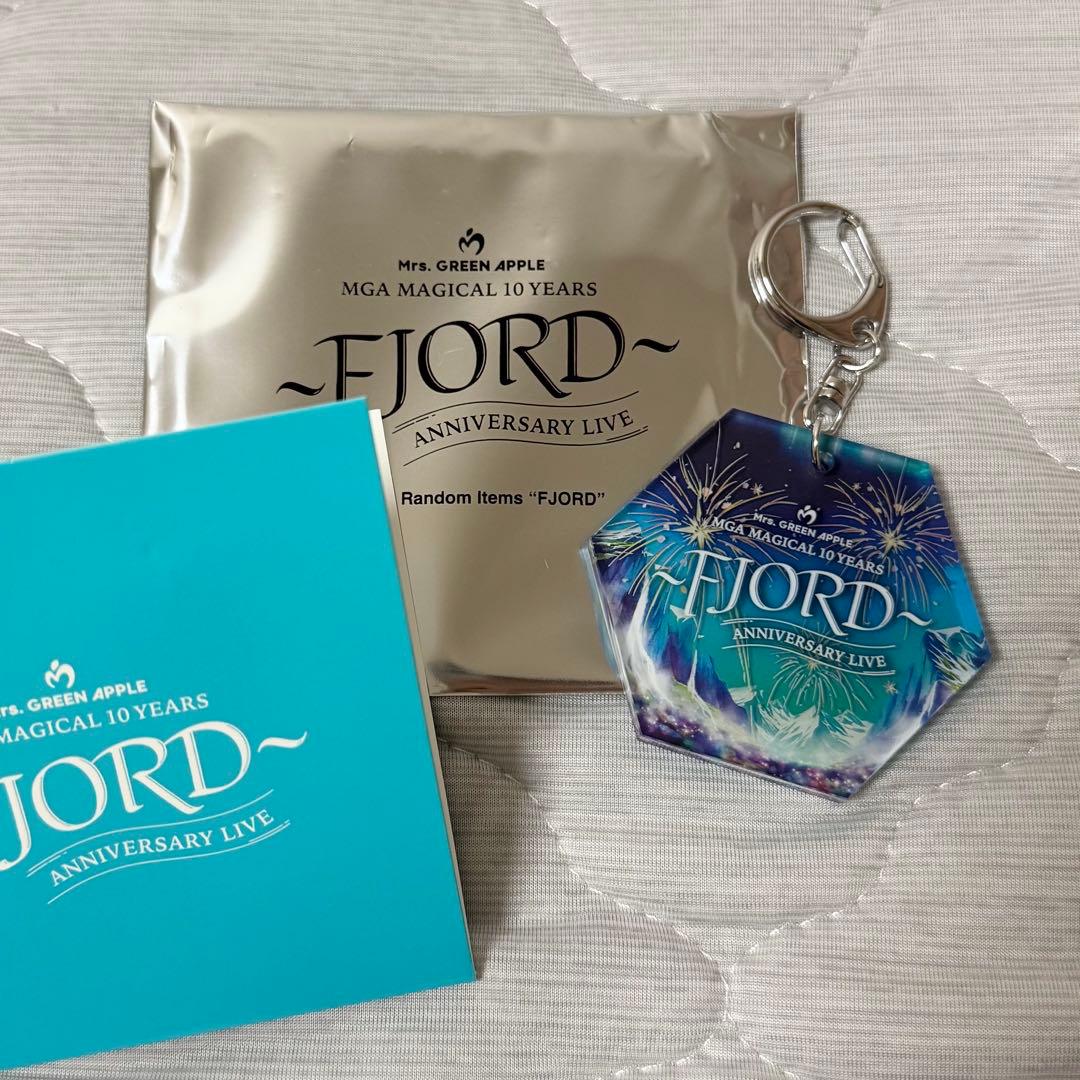 Mrs. GREEN APPLE
MGA MAGICAL 10 YEARS
~FJORD~
ANNIVERSARY LIVE
Random Items “FJORD”
Mrs. GREEN APPLE
MGA MAGICAL 10 YEARS
~FJORD~
ANNIVERSARY LIVE
rs. GREEN APPLE
MAGICAL 10 YEARS
JORD~
ANNIVERSARY LIVE